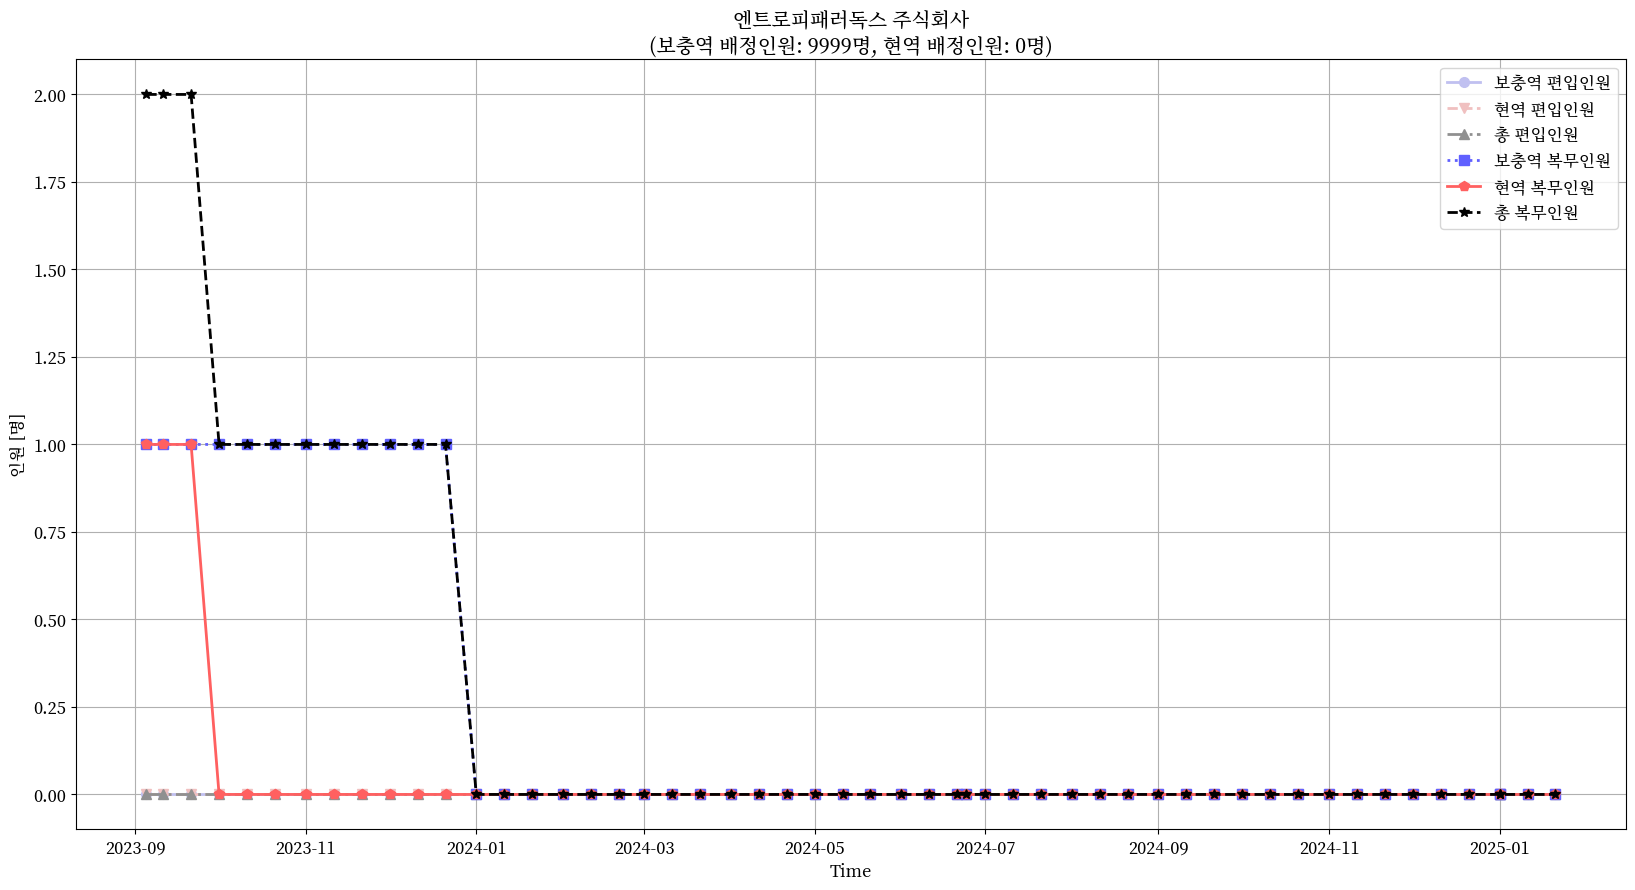 엔트로피패러독스 주식회사
(보충역 배정인원: 9999명, 현역 배정인원: 0명)
보충역 편입인원
현역 편입인원
총 편입인원
보충역 복무인원
현역 복무인원
총 복무인원
2.00
1.75
1.50
1.25
1.00
0.75
0.50
0.25
0.00
인원 [명]
2023-09 2023-11 2024-01 2024-03 2024-05 2024-07 2024-09 2024-11 2025-01
Time